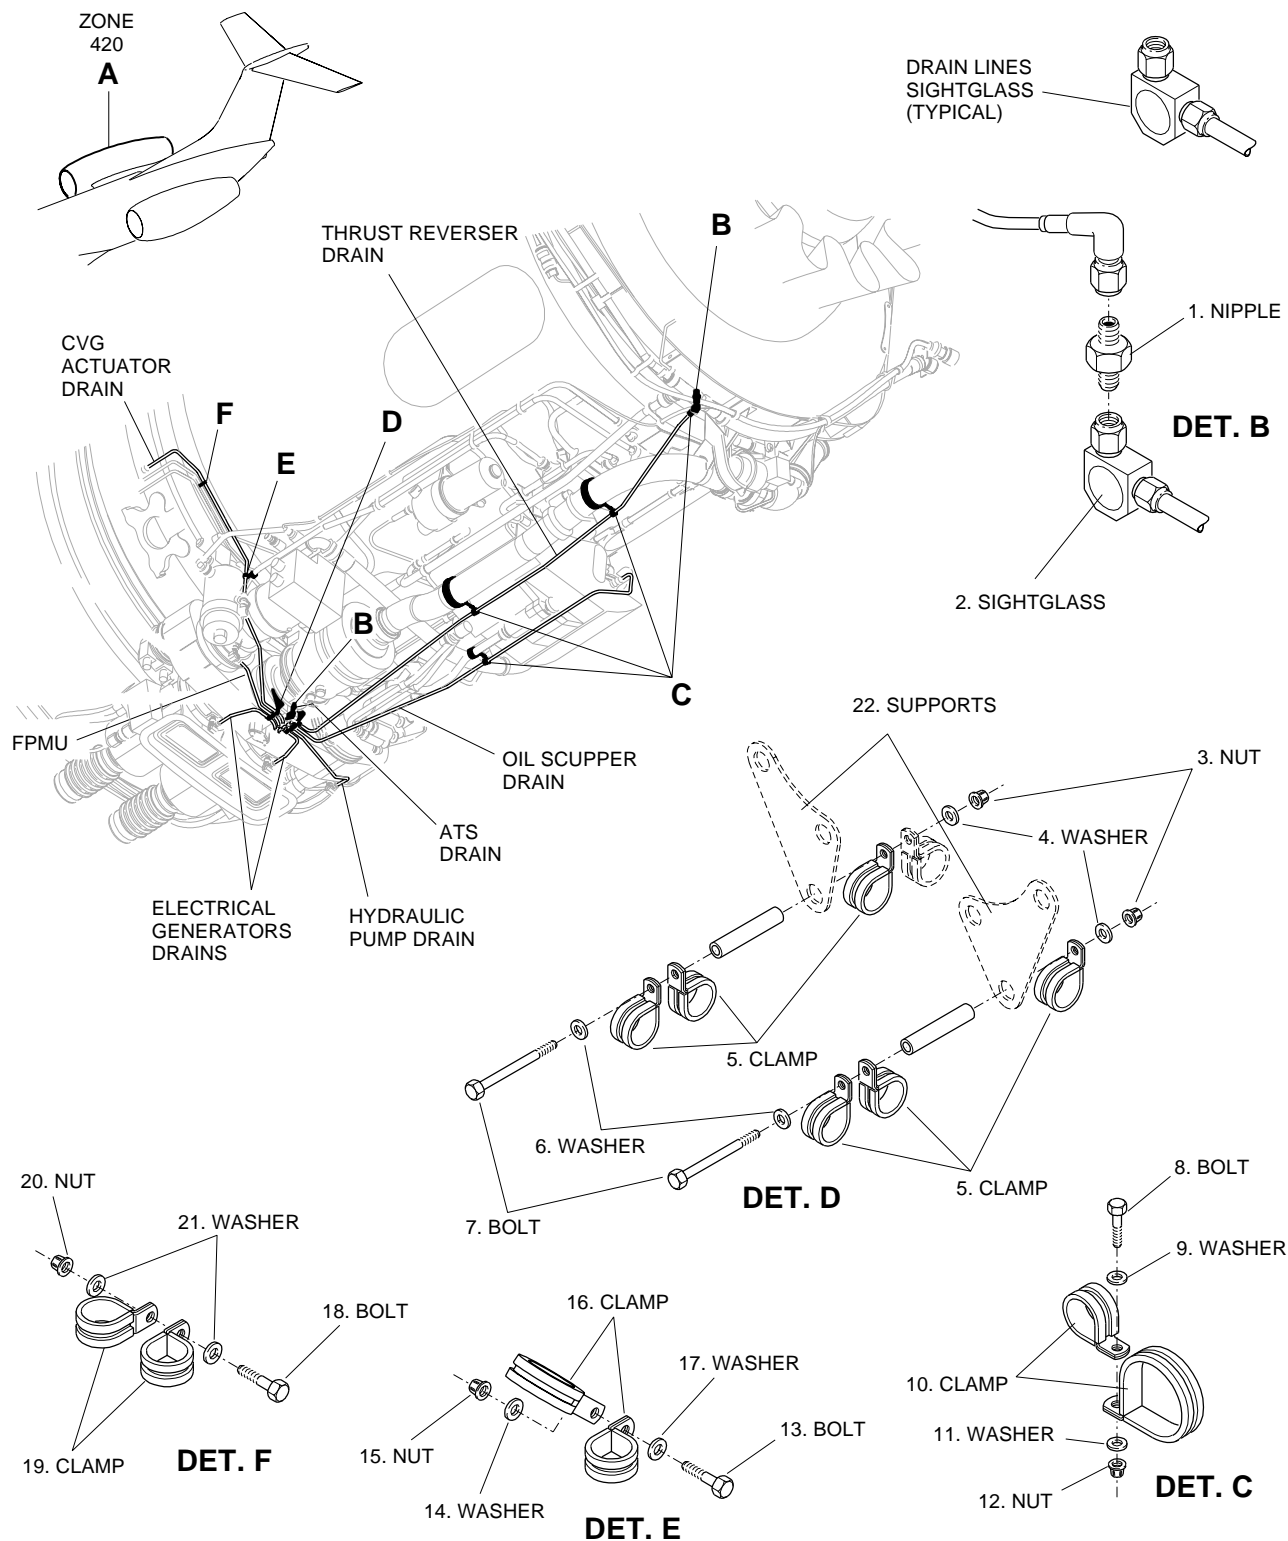 ZONE
420
A
DRAIN LINES
SIGHTGLASS
(TYPICAL)
THRUST REVERSER
DRAIN
B
CVG
ACTUATOR
DRAIN
F
D
E
B
C
FPMU
OIL SCUPPER
DRAIN
ATS
DRAIN
ELECTRICAL
GENERATORS
DRAINS
HYDRAULIC
PUMP DRAIN
1. NIPPLE
DET. B
2. SIGHTGLASS
22. SUPPORTS
3. NUT
4. WASHER
5. CLAMP
6. WASHER
5. CLAMP
7. BOLT
DET. D
8. BOLT
9. WASHER
10. CLAMP
11. WASHER
12. NUT
DET. C
20. NUT
21. WASHER
18. BOLT
19. CLAMP
DET. F
16. CLAMP
17. WASHER
15. NUT
13. BOLT
14. WASHER
DET. E